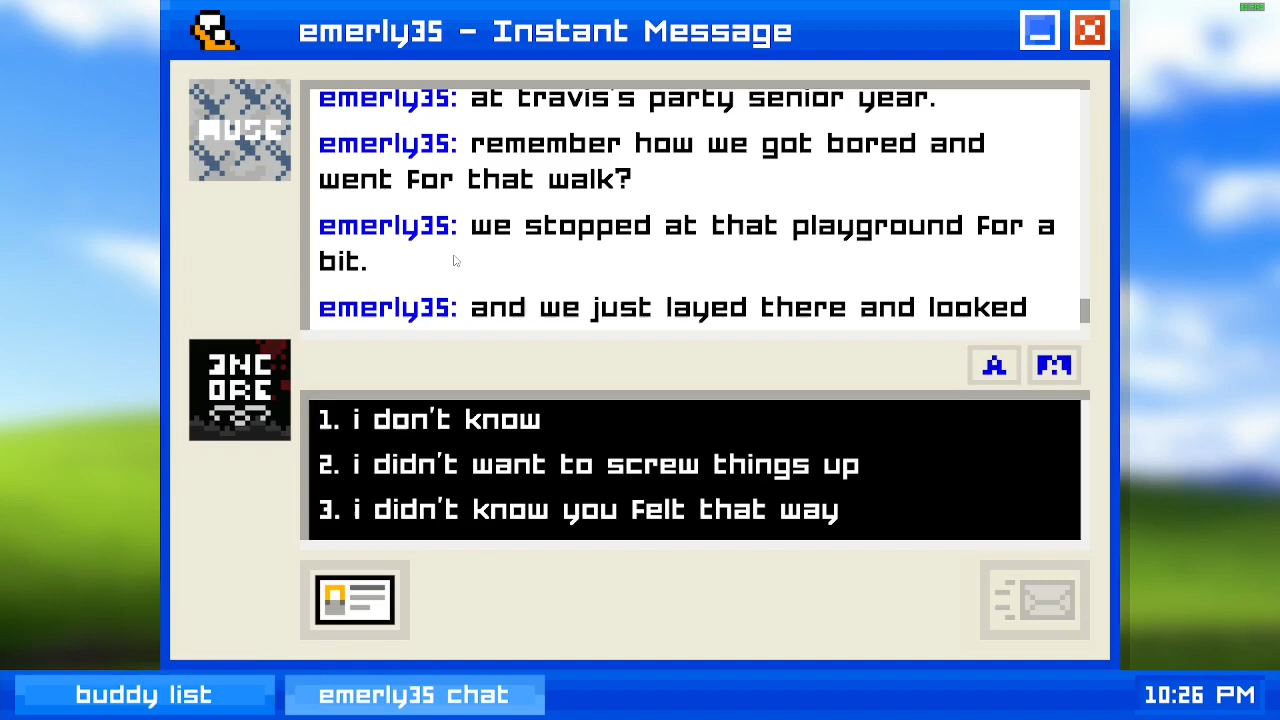 emerly35 - Instant Message
emerly35: at travis's party senior year.
MUSE
emerly35: remember how we got bored and
went for that walk?
emerly35: we stopped at that playground for a
bit.
emerly35: and we just layed there and looked
ENC
ORE
A
1. i don't know
2. i didn't want to screw things up
3. i didn't know you felt that way
buddy list
emerly35 chat
10:26 PM